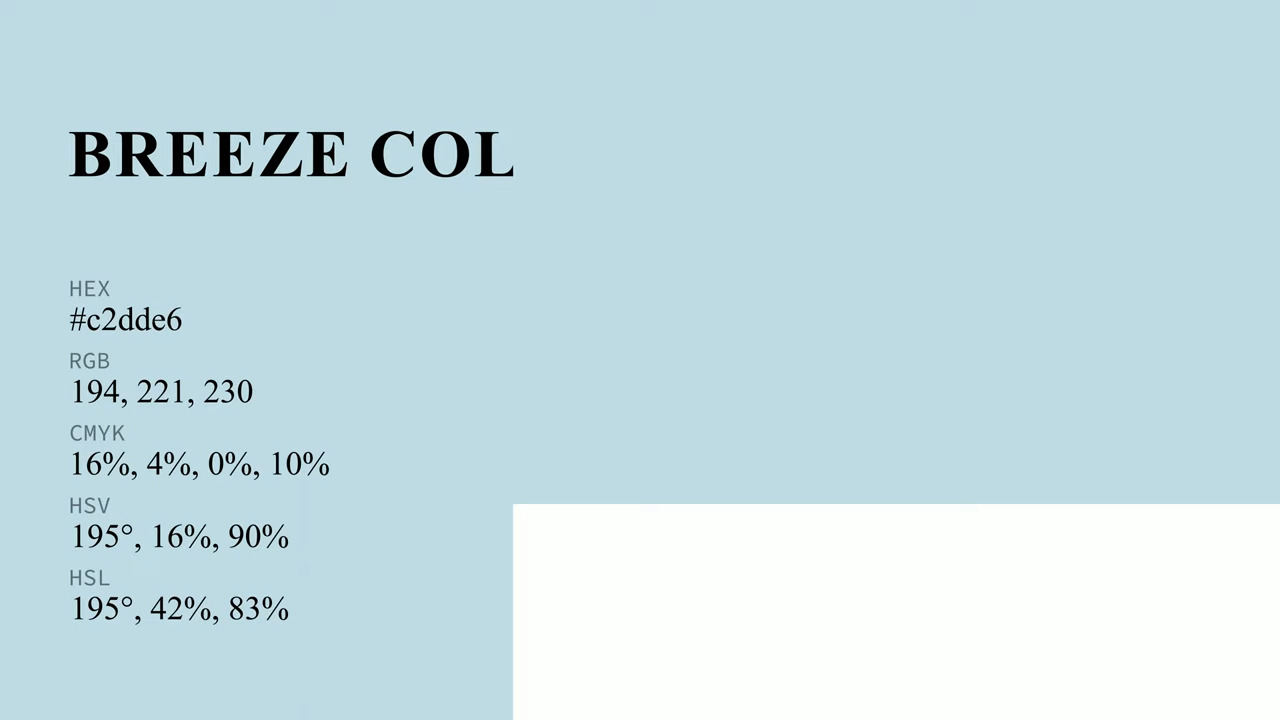 BREEZE COL
HEX
#c2dde6
RGB
194, 221, 230
CMYK
16%, 4%, 0%, 10%
HSV
195°, 16%, 90%
HSL
195°, 42%, 83%